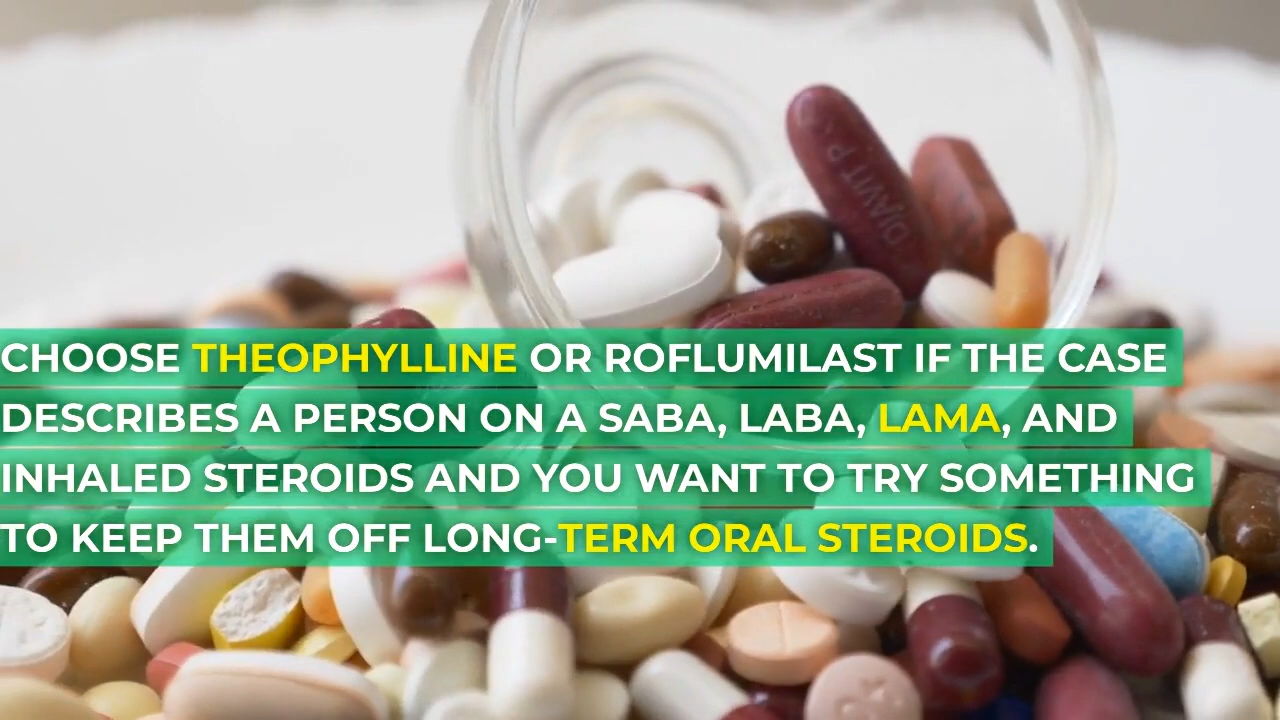 DJAVIT P
CHOOSE THEOPHYLLINE OR ROFLUMILAST IF THE CASE
DESCRIBES A PERSON ON A SABA, LABA, LAMA, AND
INHALED STEROIDS AND YOU WANT TO TRY SOMETHING
TO KEEP THEM OFF LONG-TERM ORAL STEROIDS.